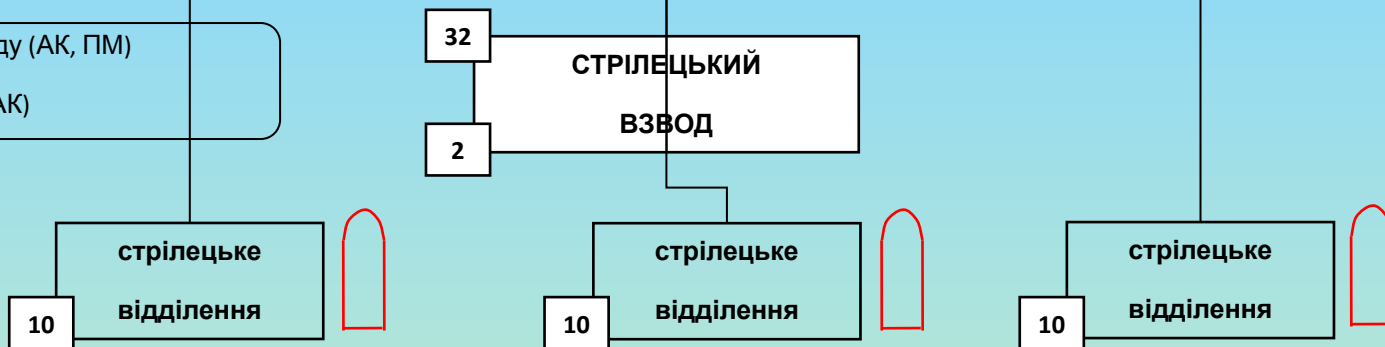 ду (АК, ПМ)
АК)
32
СТРІЛЕЦЬКИЙ
ВЗВОД
2
стрілецьке
відділення
10
стрілецьке
відділення
10
стрілецьке
відділення
10